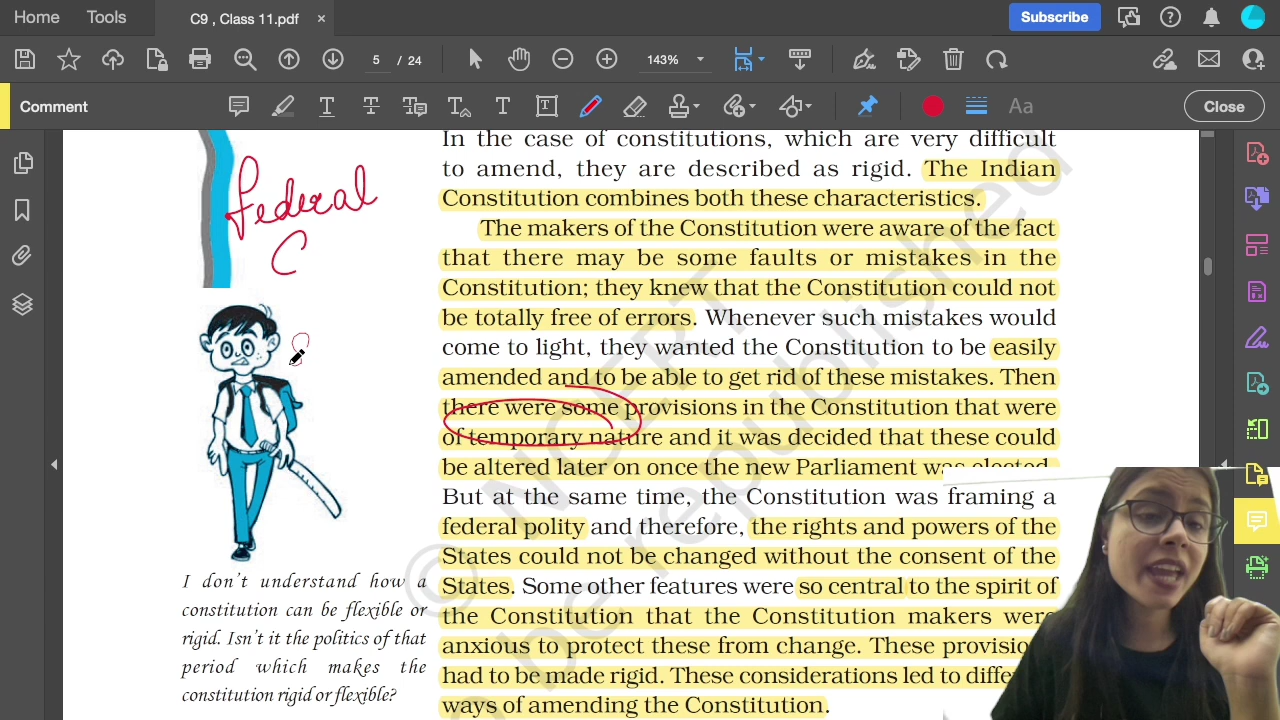 Home Tools C9 , Class 11.pdf × Subscribe
5 / 24 143%
Comment Aa Close
In the case of constitutions, which are very difficult
to amend, they are described as rigid. The Indian
Constitution combines both these characteristics.
The makers of the Constitution were aware of the fact
that there may be some faults or mistakes in the
Constitution; they knew that the Constitution could not
be totally free of errors. Whenever such mistakes would
come to light, they wanted the Constitution to be easily
amended and to be able to get rid of these mistakes. Then
there were some provisions in the Constitution that were
of temporary nature and it was decided that these could
be altered later on once the new Parliament was elected.
But at the same time, the Constitution was framing a
federal polity and therefore, the rights and powers of the
States could not be changed without the consent of the
States. Some other features were so central to the spirit of
the Constitution that the Constitution makers were
anxious to protect these from change. These provision
had to be made rigid. These considerations led to differ
ways of amending the Constitution.
federal
C
I don't understand how a
constitution can be flexible or
rigid. Isn't it the politics of that
period which makes the
constitution rigid or flexible?
© NCERT
be republished